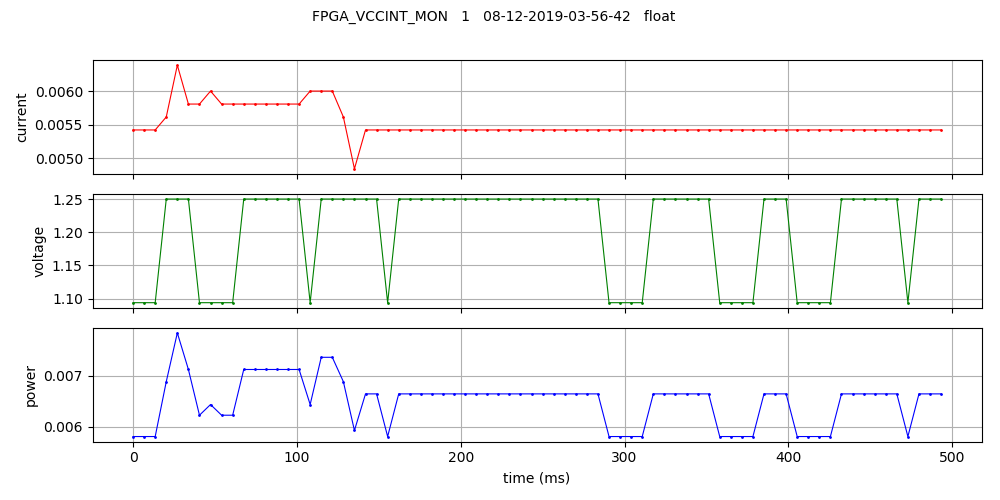 FPGA_VCCINT_MON   1   08-12-2019-03-56-42   float
current
0.0060
0.0055
0.0050
voltage
1.25
1.20
1.15
1.10
power
0.007
0.006
0 100 200 300 400 500
time (ms)